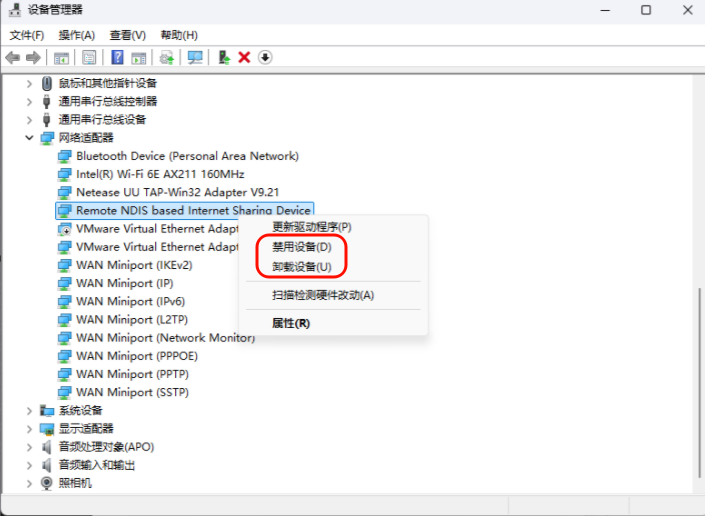 设备管理器
文件(F) 操作(A) 查看(V) 帮助(H)
鼠标和其他指针设备
通用串行总线控制器
通用串行总线设备
网络适配器
Bluetooth Device (Personal Area Network)
Intel(R) Wi-Fi 6E AX211 160MHz
Netease UU TAP-Win32 Adapter V9.21
Remote NDIS based Internet Sharing Device
VMware Virtual Ethernet Adapt
VMware Virtual Ethernet Adapt
WAN Miniport (IKEv2)
WAN Miniport (IP)
WAN Miniport (IPv6)
WAN Miniport (L2TP)
WAN Miniport (Network Monitor)
WAN Miniport (PPPOE)
WAN Miniport (PPTP)
WAN Miniport (SSTP)
系统设备
显示适配器
音频处理对象(APO)
音频输入和输出
照相机
更新驱动程序(P)
禁用设备(D)
卸载设备(U)
扫描检测硬件改动(A)
属性(R)